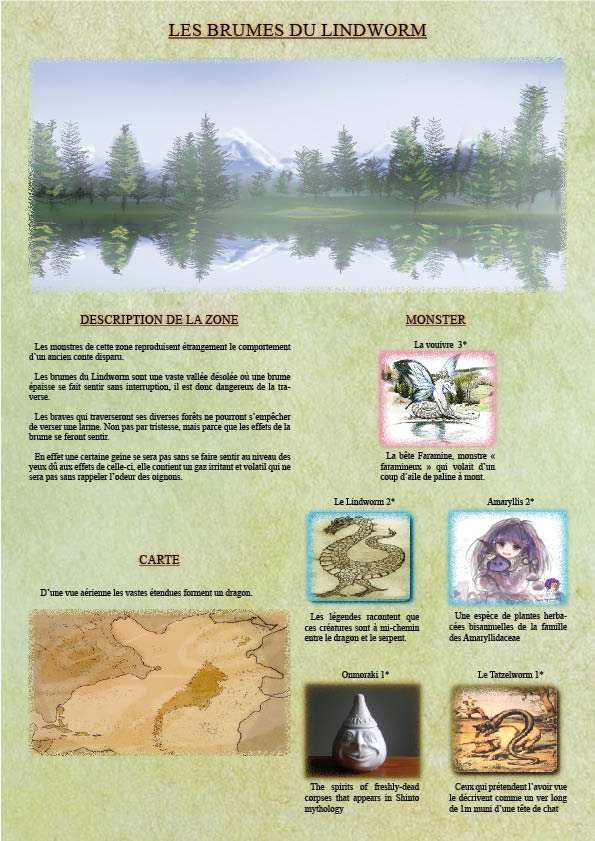 LES BRUMES DU LINDWORM
DESCRIPTION DE LA ZONE
Les monstres de cette zone reproduisent étrangement le comportement
d'un ancien conte disparu.
Les brumes du Lindworm sont une vaste vallée désolée où une brume
épaisse se fait sentir sans interruption, il est donc dangereux de la tra-
verse.
Les braves qui traverseront ses diverses forêts ne pourront s'empêcher
de verser une larme. Non pas par tristesse, mais parce que les effets de la
brume se feront sentir.
En effet une certaine geine se sera pas sans se faire sentir au niveau des
yeux dû aux effets de celle-ci, elle contient un gaz irritant et volatil qui ne
sera pas sans rappeler l'odeur des oignons.
CARTE
D'une vue aérienne les vastes étendues forment un dragon.
MONSTER
La vouivre 3*
La bête Faramine, monstre «
faramineux » qui volait d'un
coup d'aile de paline à mont.
Le Lindworm 2*
Les légendes racontent que
ces créatures sont à mi-chemin
entre le dragon et le serpent.
Amaryllis 2*
Une espèce de plantes herba-
cées bisannuelles de la famille
des Amaryllidaceae
Onmoraki 1*
The spirits of freshly-dead
corpses that appears in Shinto
mythology
Le Tatzelworm 1*
Ceux qui prétendent l'avoir vue
le décrivent comme un ver long
de 1m muni d'une tête de chat